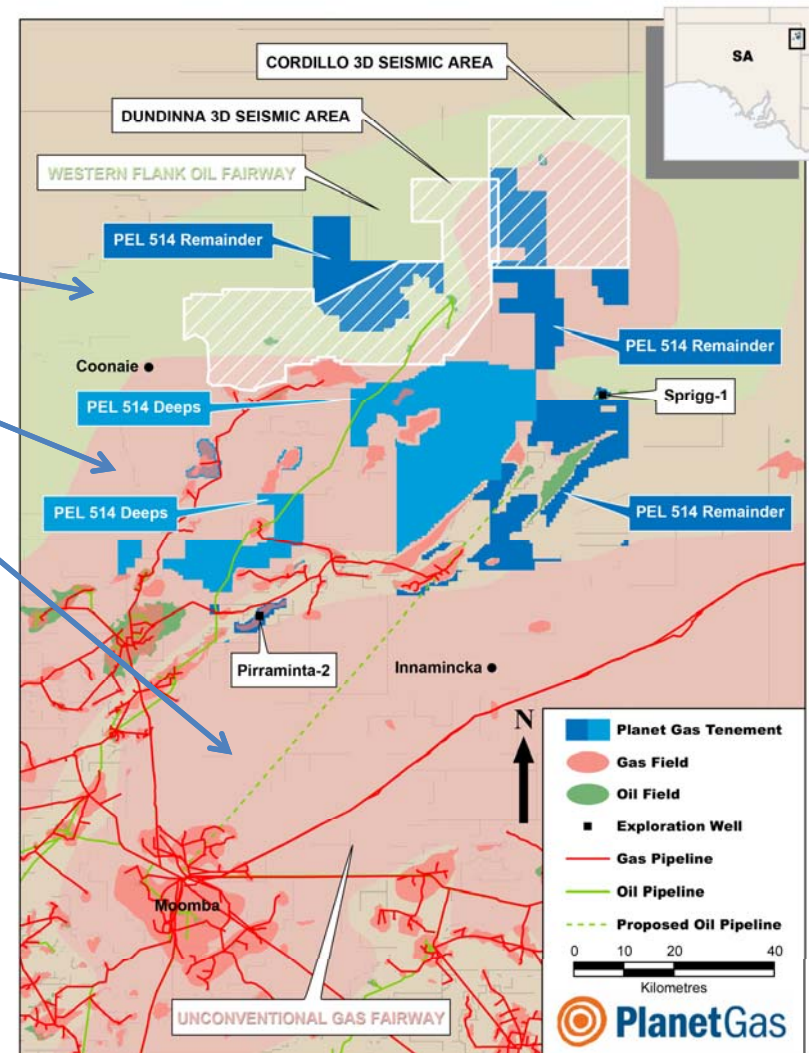 CORDILLO 3D SEISMIC AREA
SA
DUNDINNA 3D SEISMIC AREA
WESTERN FLANK OIL FAIRWAY
PEL 514 Remainder
PEL 514 Remainder
Coonaie
Sprigg-1
PEL 514 Deeps
PEL 514 Deeps
PEL 514 Remainder
Pirraminta-2
Innamincka
N
Planet Gas Tenement
Gas Field
Oil Field
Exploration Well
Gas Pipeline
Oil Pipeline
Proposed Oil Pipeline
0 10 20 40
Kilometres
Moomba
UNCONVENTIONAL GAS FAIRWAY
PlanetGas